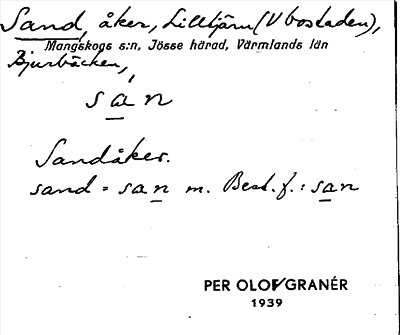 Sand, åker, Lilltjärn (V bostaden),
Mangskogs s:n, Jösse härad, Värmlands län
Bjurbäcken,
san
Sandåker.
sand = san m. Best. f.: san
PER OLOF GRANÉR
1939